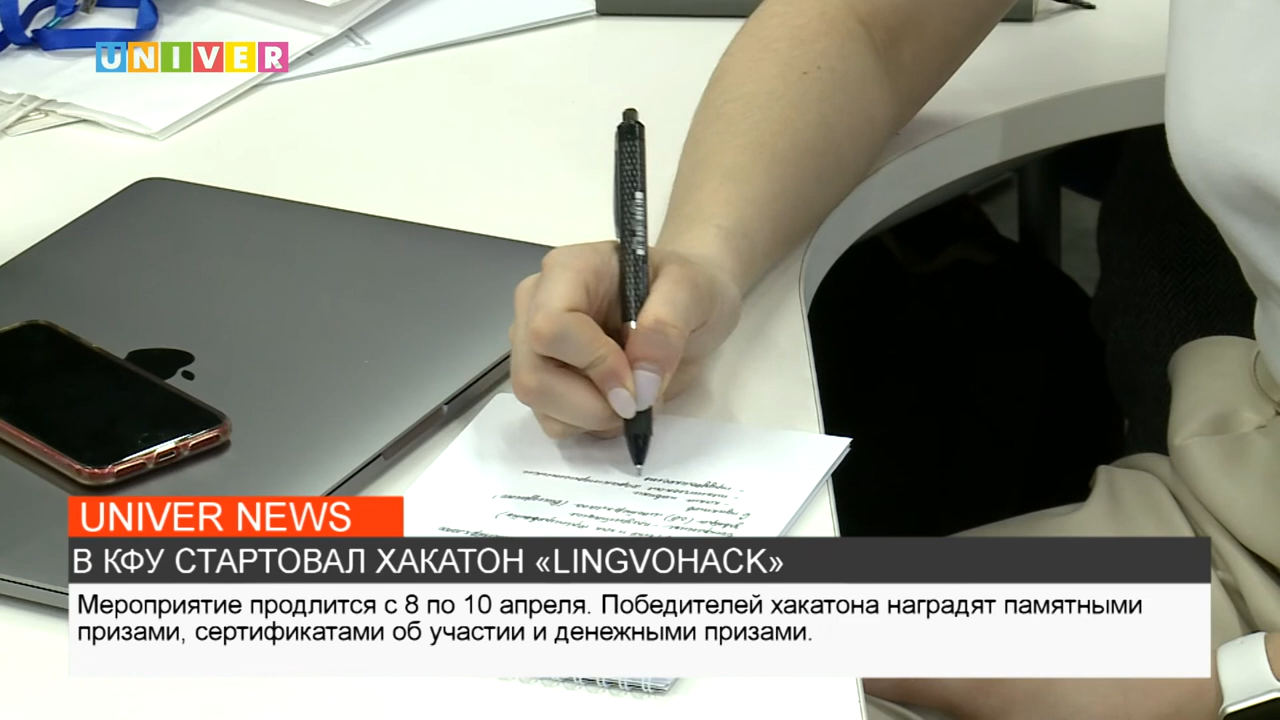 UNIVER
UNIVER NEWS
В КФУ СТАРТОВАЛ ХАКАТОН «LINGVOHACK»
Мероприятие продлится с 8 по 10 апреля. Победителей хакатона наградят памятными
призами, сертификатами об участии и денежными призами.